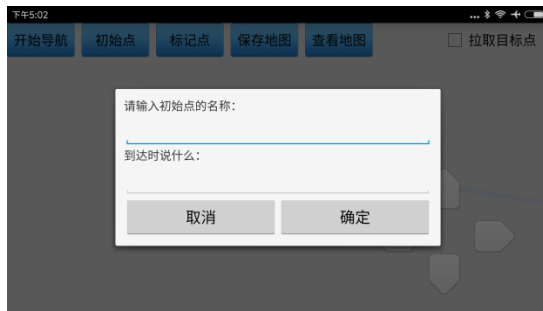 下午5:02
开始导航 初始点 标记点 保存地图 查看地图 拉取目标点
请输入初始点的名称:
到达时说什么:
取消 确定